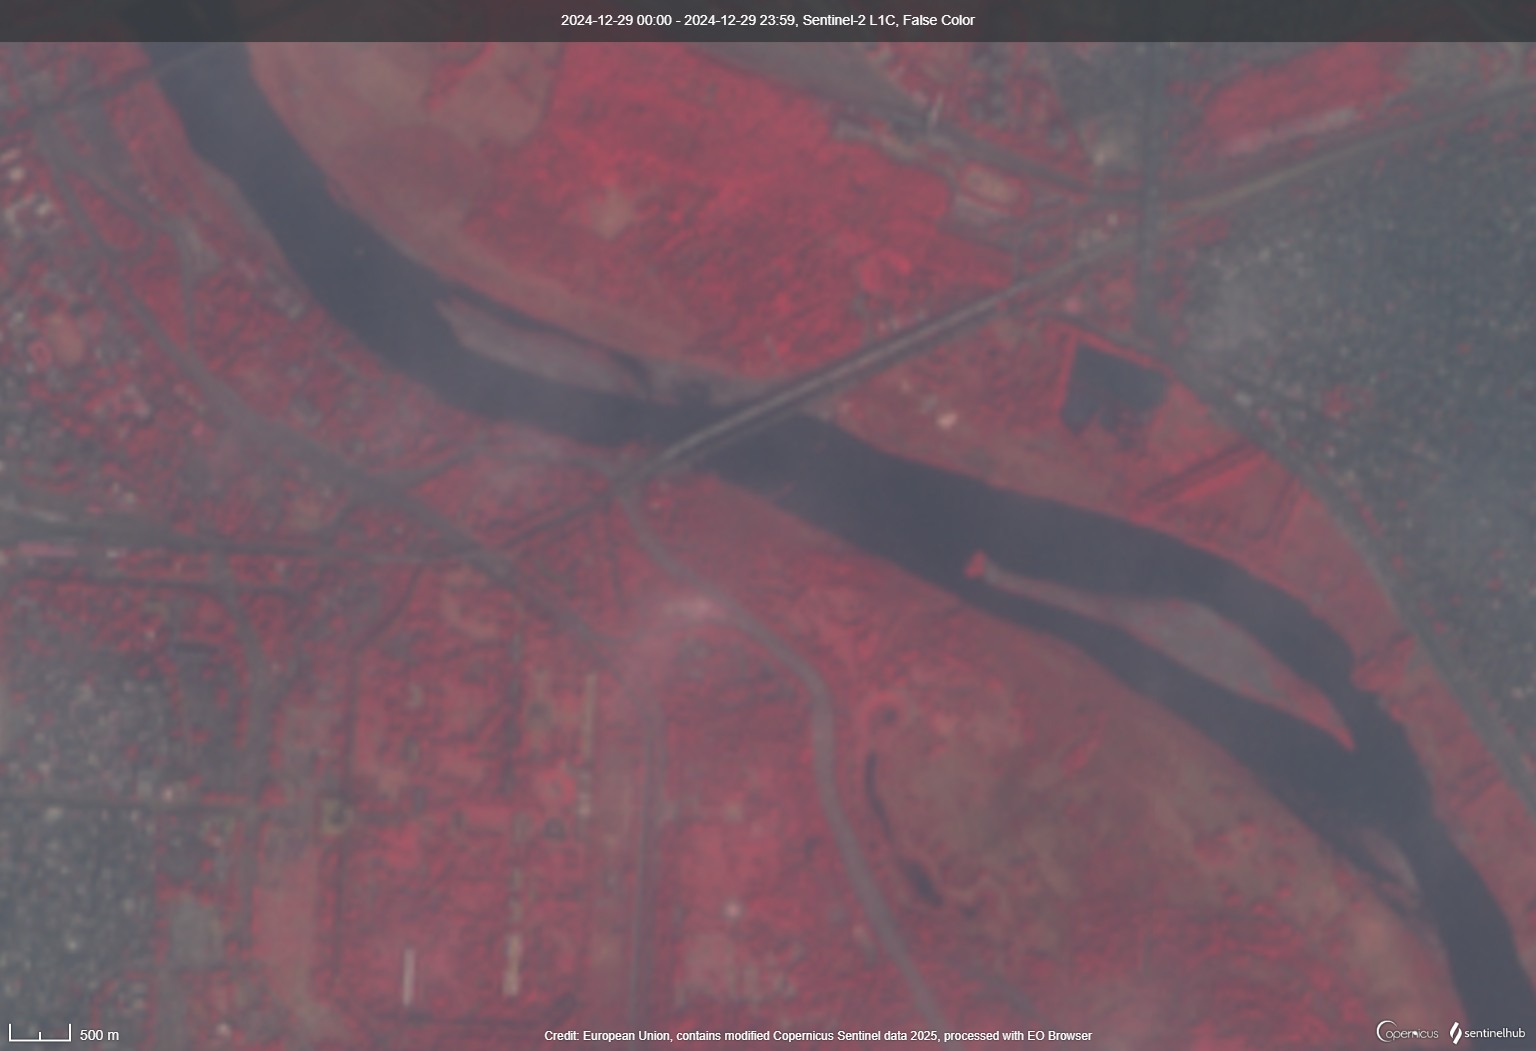 2024-12-29 00:00 - 2024-12-29 23:59, Sentinel-2 L1C, False Color
500 m
Credit: European Union, contains modified Copernicus Sentinel data 2025, processed with EO Browser
opernicus
sentinelhub